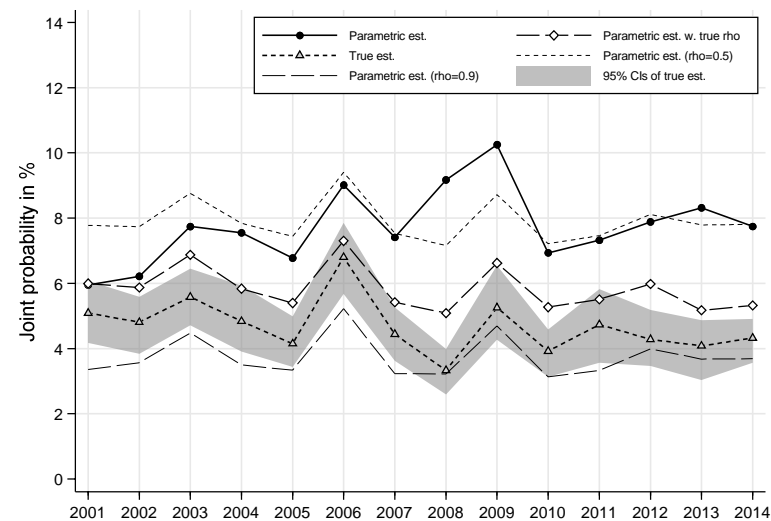 Parametric est.
Parametric est. w. true rho
True est.
Parametric est. (rho=0.5)
Parametric est. (rho=0.9)
95% CIs of true est.
Joint probability in %
14
12
10
8
6
4
2
0
2001 2002 2003 2004 2005 2006 2007 2008 2009 2010 2011 2012 2013 2014